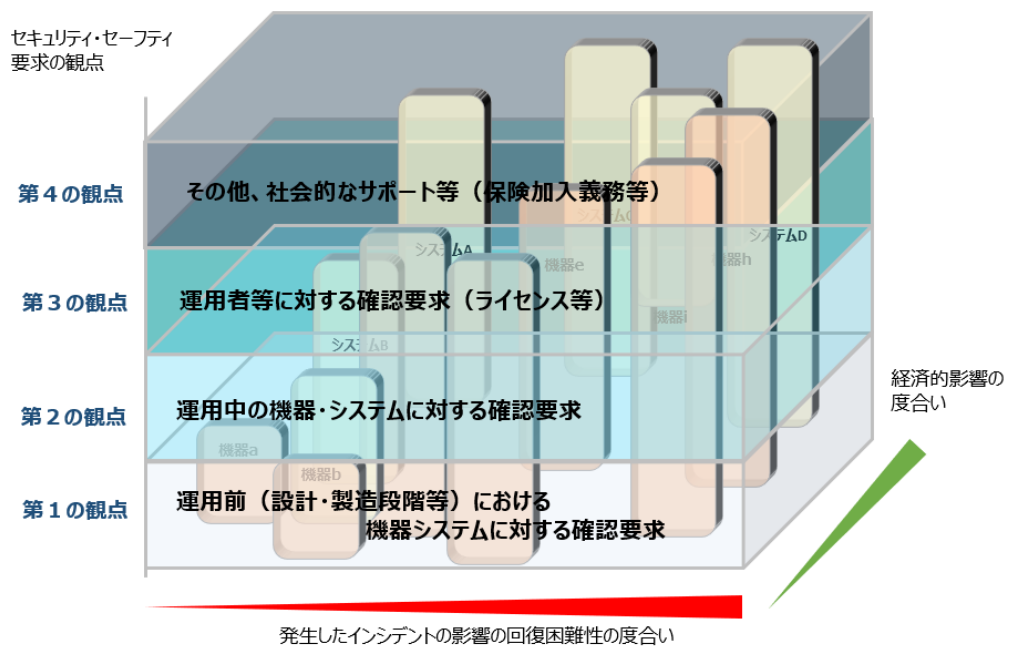 セキュリティ・セーフティ
要求の観点
第４の観点
その他、社会的なサポート等（保険加入義務等）
システムC
システムA
システムD
機器e
機器h
第３の観点
運用者等に対する確認要求（ライセンス等）
機器i
システムB
経済的影響の
度合い
第２の観点
運用中の機器・システムに対する確認要求
機器a
機器b
第１の観点
運用前（設計・製造段階等）における
機器システムに対する確認要求
発生したインシデントの影響の回復困難性の度合い